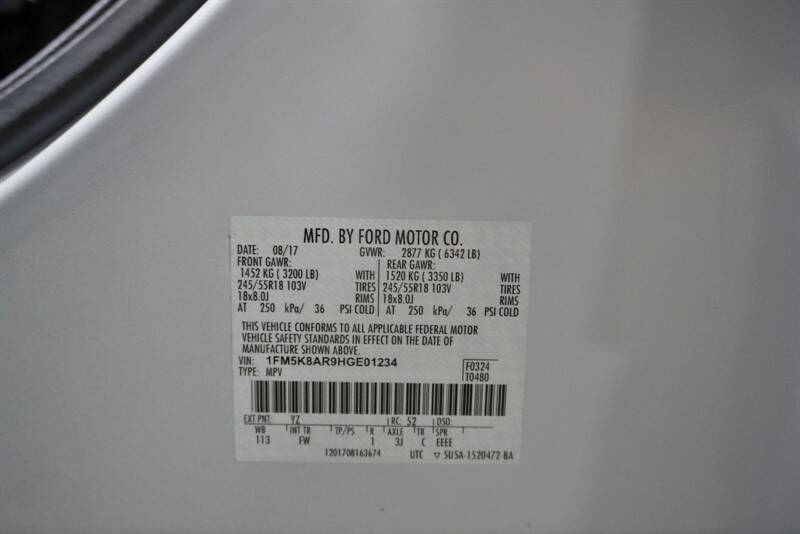 MFD. BY FORD MOTOR CO.
DATE: 08/17 GVWR: 2877 KG ( 6342 LB)
FRONT GAWR: REAR GAWR:
1452 KG ( 3200 LB) WITH 1520 KG ( 3350 LB) WITH
245/55R18 103V TIRES 245/55R18 103V TIRES
18x8.0J RIMS 18x8.0J RIMS
AT 250 kPa/ 36 PSI COLD AT 250 kPa/ 36 PSI COLD
THIS VEHICLE CONFORMS TO ALL APPLICABLE FEDERAL MOTOR
VEHICLE SAFETY STANDARDS IN EFFECT ON THE DATE OF
MANUFACTURE SHOWN ABOVE.
VIN: 1FM5K8AR9HGE01234 F0324
TYPE: MPV T0480
EXT PNT: YZ RC: 52 DSO:
WB INT TR TP/PS R AXLE TR SPR
113 FW 1 3J C EEEE
1201708163674 UTC ▽ SU5A-1520472-BA